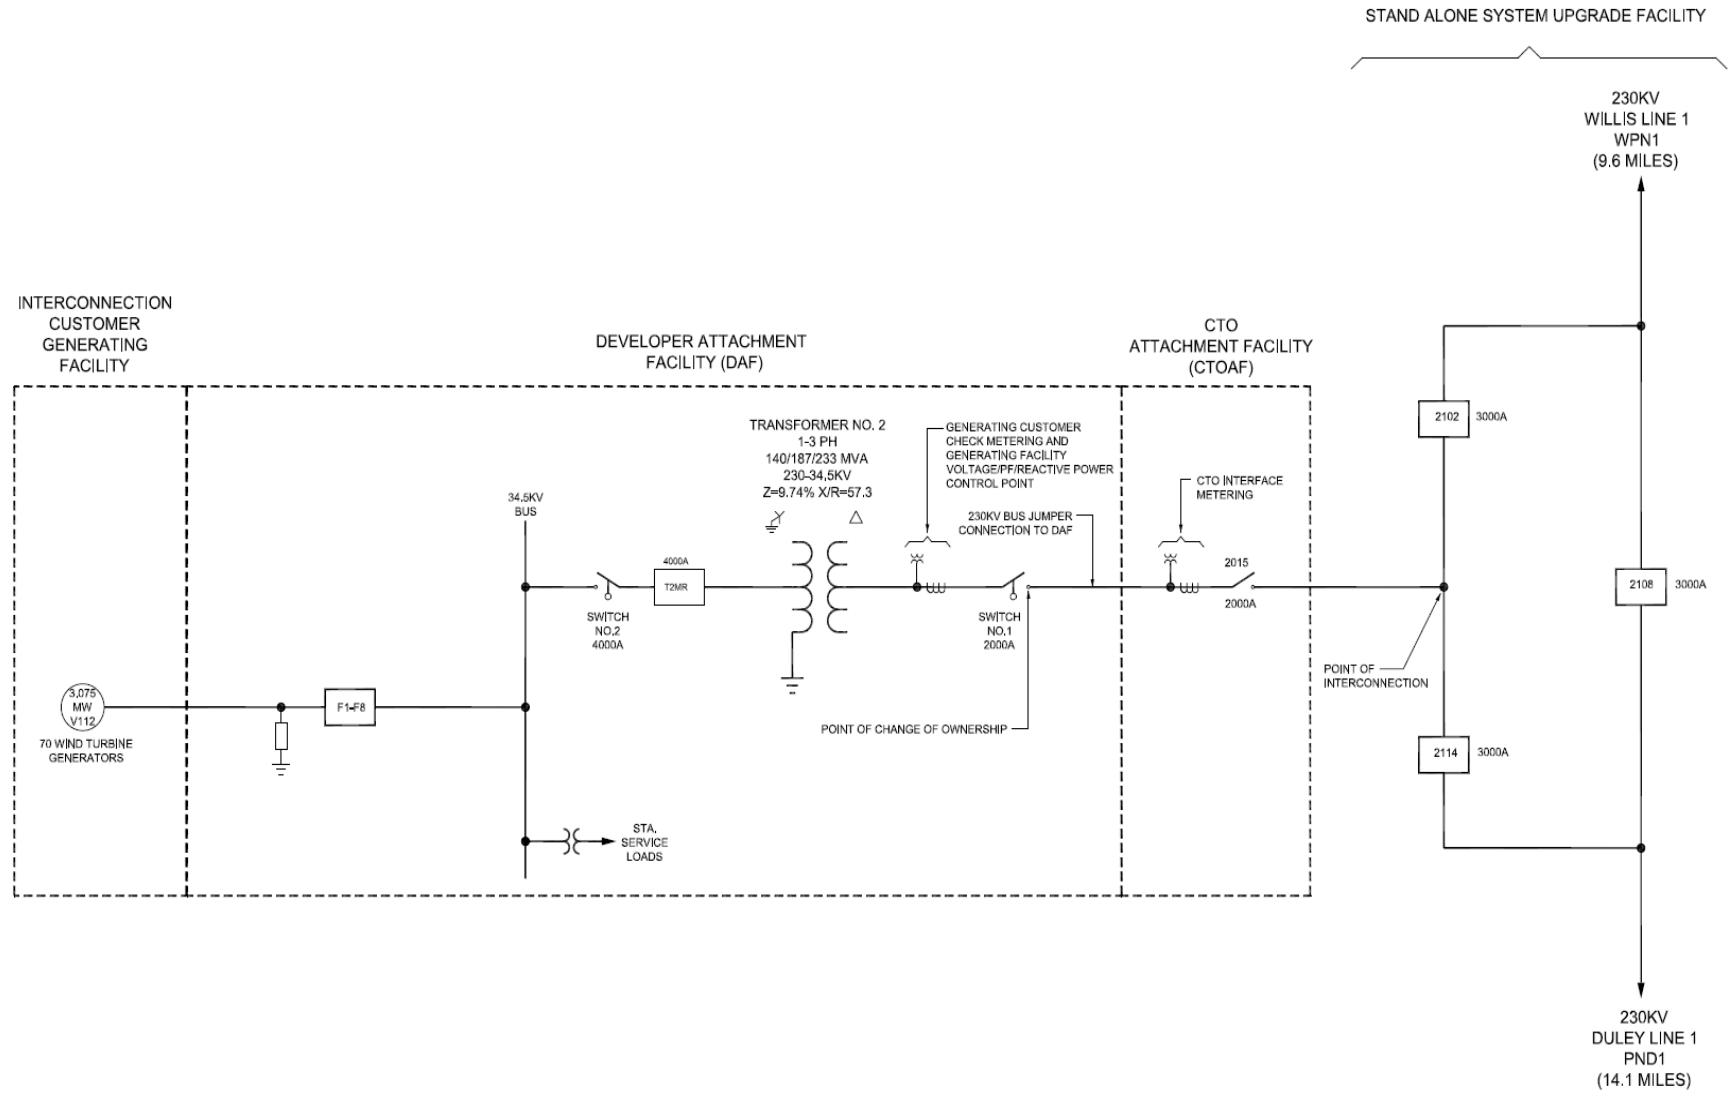 STAND ALONE SYSTEM UPGRADE FACILITY
230KV
WILLIS LINE 1
WPN1
(9.6 MILES)
INTERCONNECTION
CUSTOMER
GENERATING
FACILITY
DEVELOPER ATTACHMENT
FACILITY (DAF)
CTO
ATTACHMENT FACILITY
(CTOAF)
TRANSFORMER NO. 2
1-3 PH
140/187/233 MVA
230-34.5KV
Z=9.74% X/R=57.3
GENERATING CUSTOMER
CHECK METERING AND
GENERATING FACILITY
VOLTAGE/PF/REACTIVE POWER
CONTROL POINT
230KV BUS JUMPER
CONNECTION TO DAF
CTO INTERFACE
METERING
2102
3000A
34.5KV
BUS
4000A
T2MR
SWITCH
NO.2
4000A
SWITCH
NO.1
2000A
2015
2000A
2108
3000A
POINT OF
INTERCONNECTION
3.075
MW
V112
70 WIND TURBINE
GENERATORS
F1-F8
POINT OF CHANGE OF OWNERSHIP
2114
3000A
STA.
SERVICE
LOADS
230KV
DULEY LINE 1
PND1
(14.1 MILES)